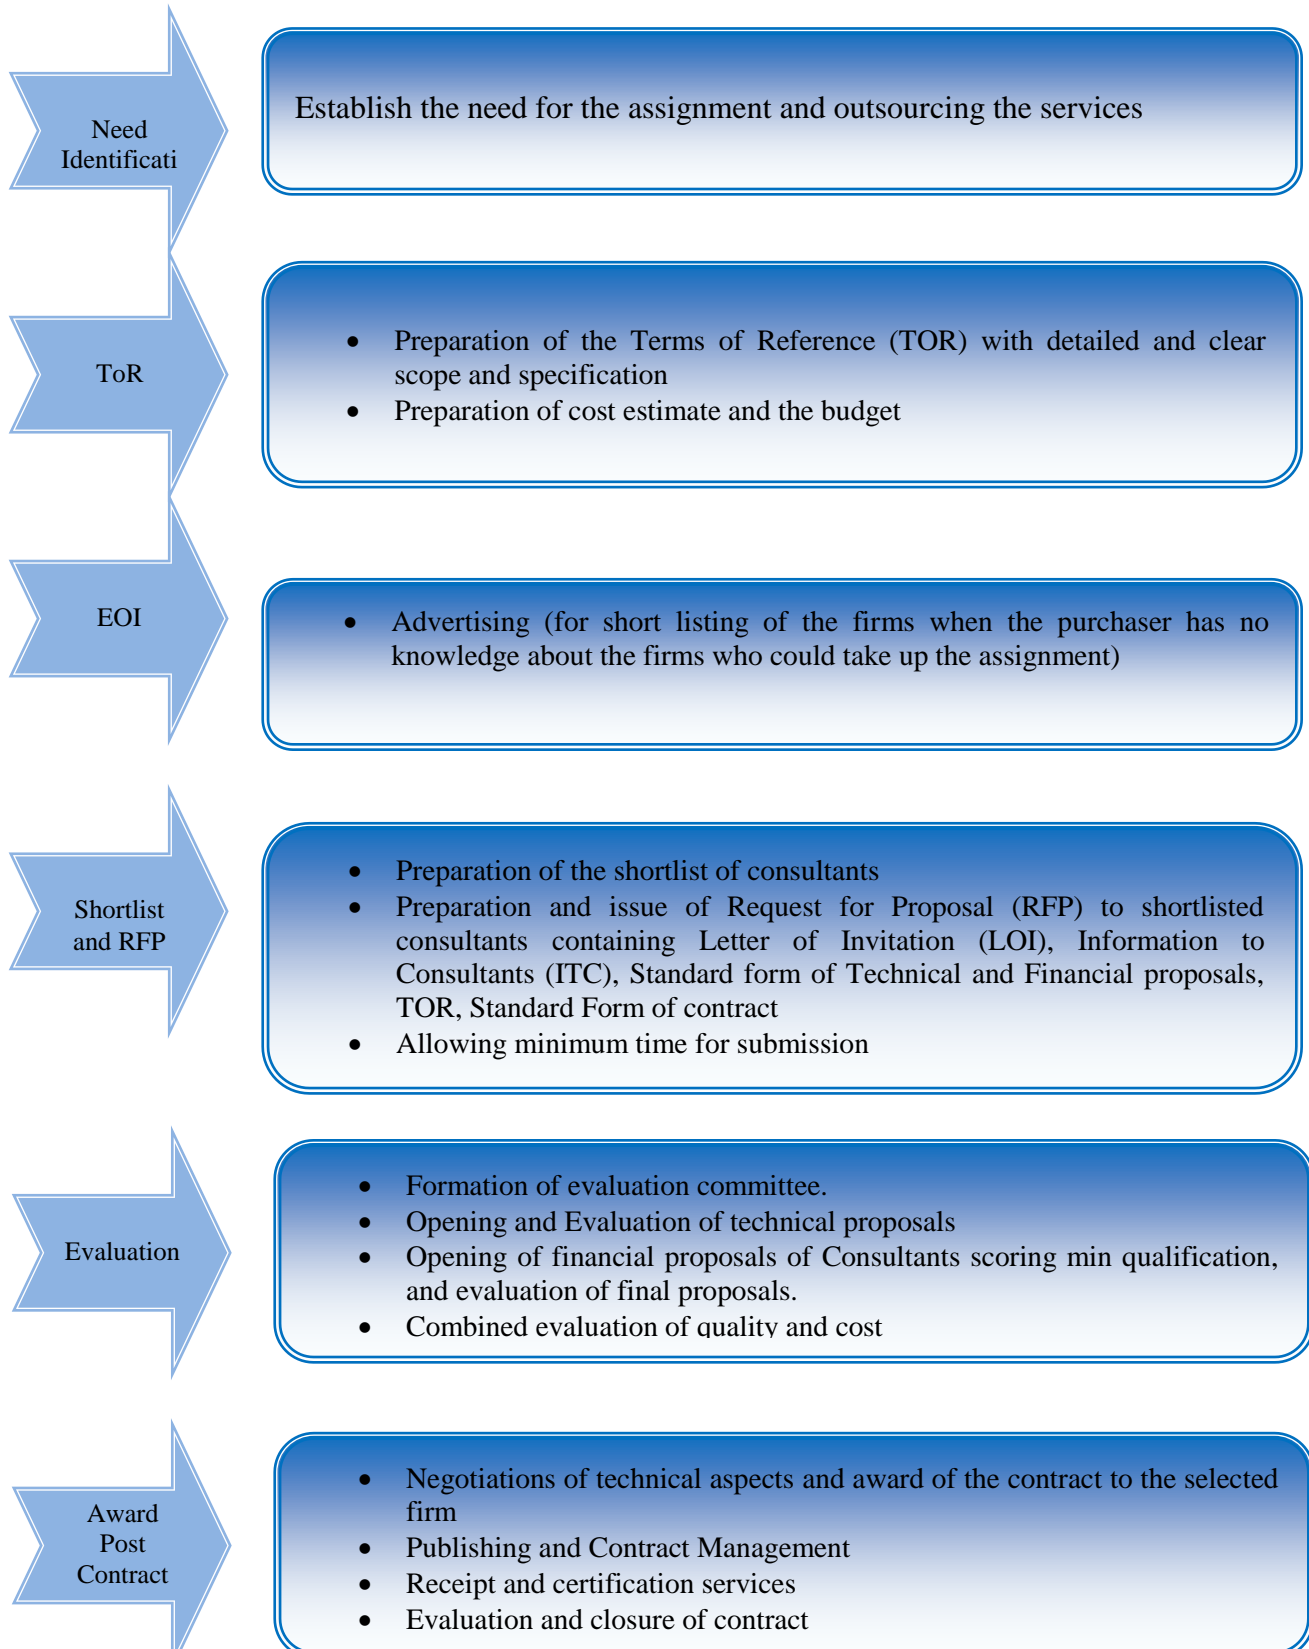 Need
Identificati
Establish the need for the assignment and outsourcing the services
ToR
• Preparation of the Terms of Reference (TOR) with detailed and clear
scope and specification
• Preparation of cost estimate and the budget
EOI
• Advertising (for short listing of the firms when the purchaser has no
knowledge about the firms who could take up the assignment)
Shortlist
and RFP
• Preparation of the shortlist of consultants
• Preparation and issue of Request for Proposal (RFP) to shortlisted
consultants containing Letter of Invitation (LOI), Information to
Consultants (ITC), Standard form of Technical and Financial proposals,
TOR, Standard Form of contract
• Allowing minimum time for submission
Evaluation
• Formation of evaluation committee.
• Opening and Evaluation of technical proposals
• Opening of financial proposals of Consultants scoring min qualification,
and evaluation of final proposals.
• Combined evaluation of quality and cost
Award
Post
Contract
• Negotiations of technical aspects and award of the contract to the selected
firm
• Publishing and Contract Management
• Receipt and certification services
• Evaluation and closure of contract